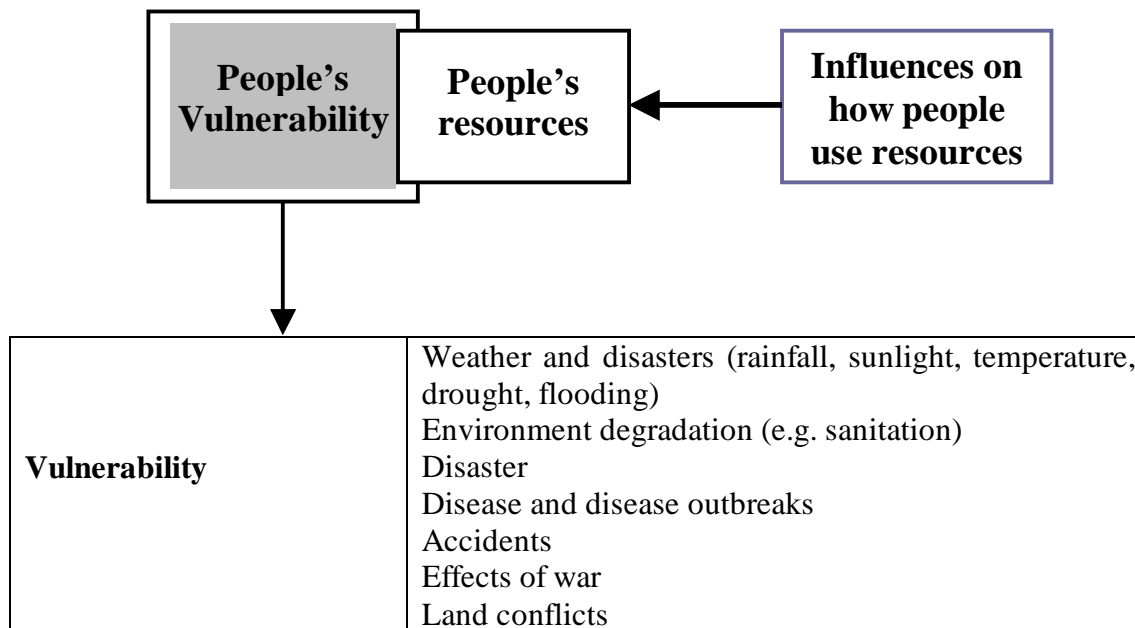 People’s
Vulnerability
People’s
resources
Influences on
how people
use resources
Vulnerability
Weather and disasters (rainfall, sunlight, temperature,
drought, flooding)
Environment degradation (e.g. sanitation)
Disaster
Disease and disease outbreaks
Accidents
Effects of war
Land conflicts